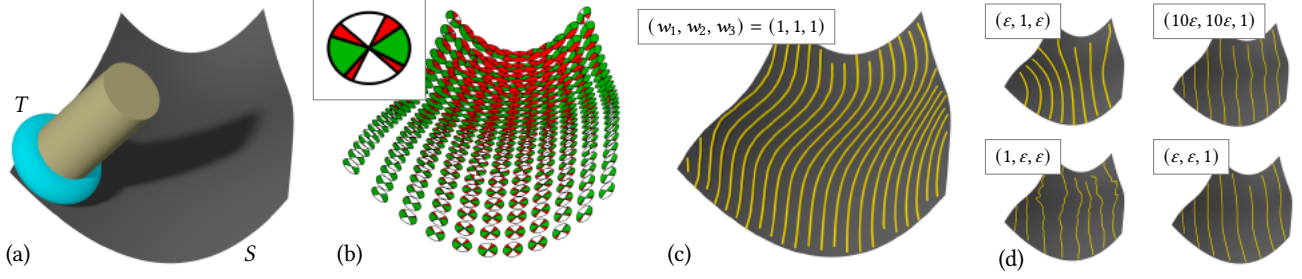 T
S
(a)
(b)
(w₁, w₂, w₃) = (1, 1, 1)
(c)
(ε, 1, ε)
(10ε, 10ε, 1)
(1, ε, ε)
(ε, ε, 1)
(d)